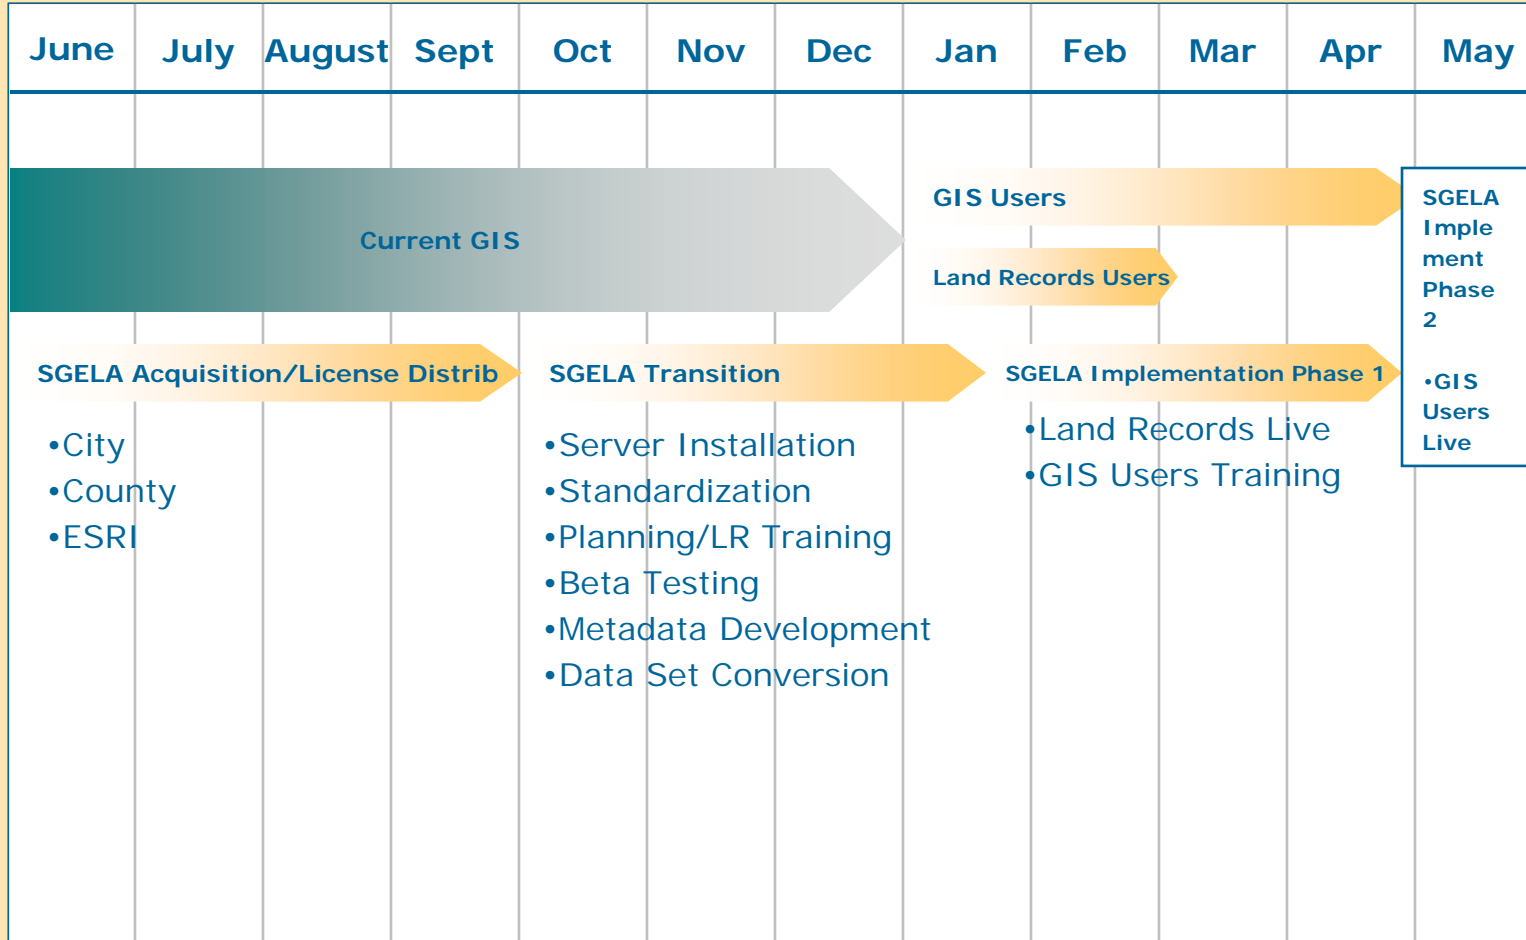 June July August Sept Oct Nov Dec Jan Feb Mar Apr May
Current GIS
GIS Users
Land Records Users
SGELA
Imple
ment
Phase
2
•GIS
Users
Live
SGELA Acquisition/License Distrib
•City
•County
•ESRI
SGELA Transition
•Server Installation
•Standardization
•Planning/LR Training
•Beta Testing
•Metadata Development
•Data Set Conversion
SGELA Implementation Phase 1
•Land Records Live
•GIS Users Training